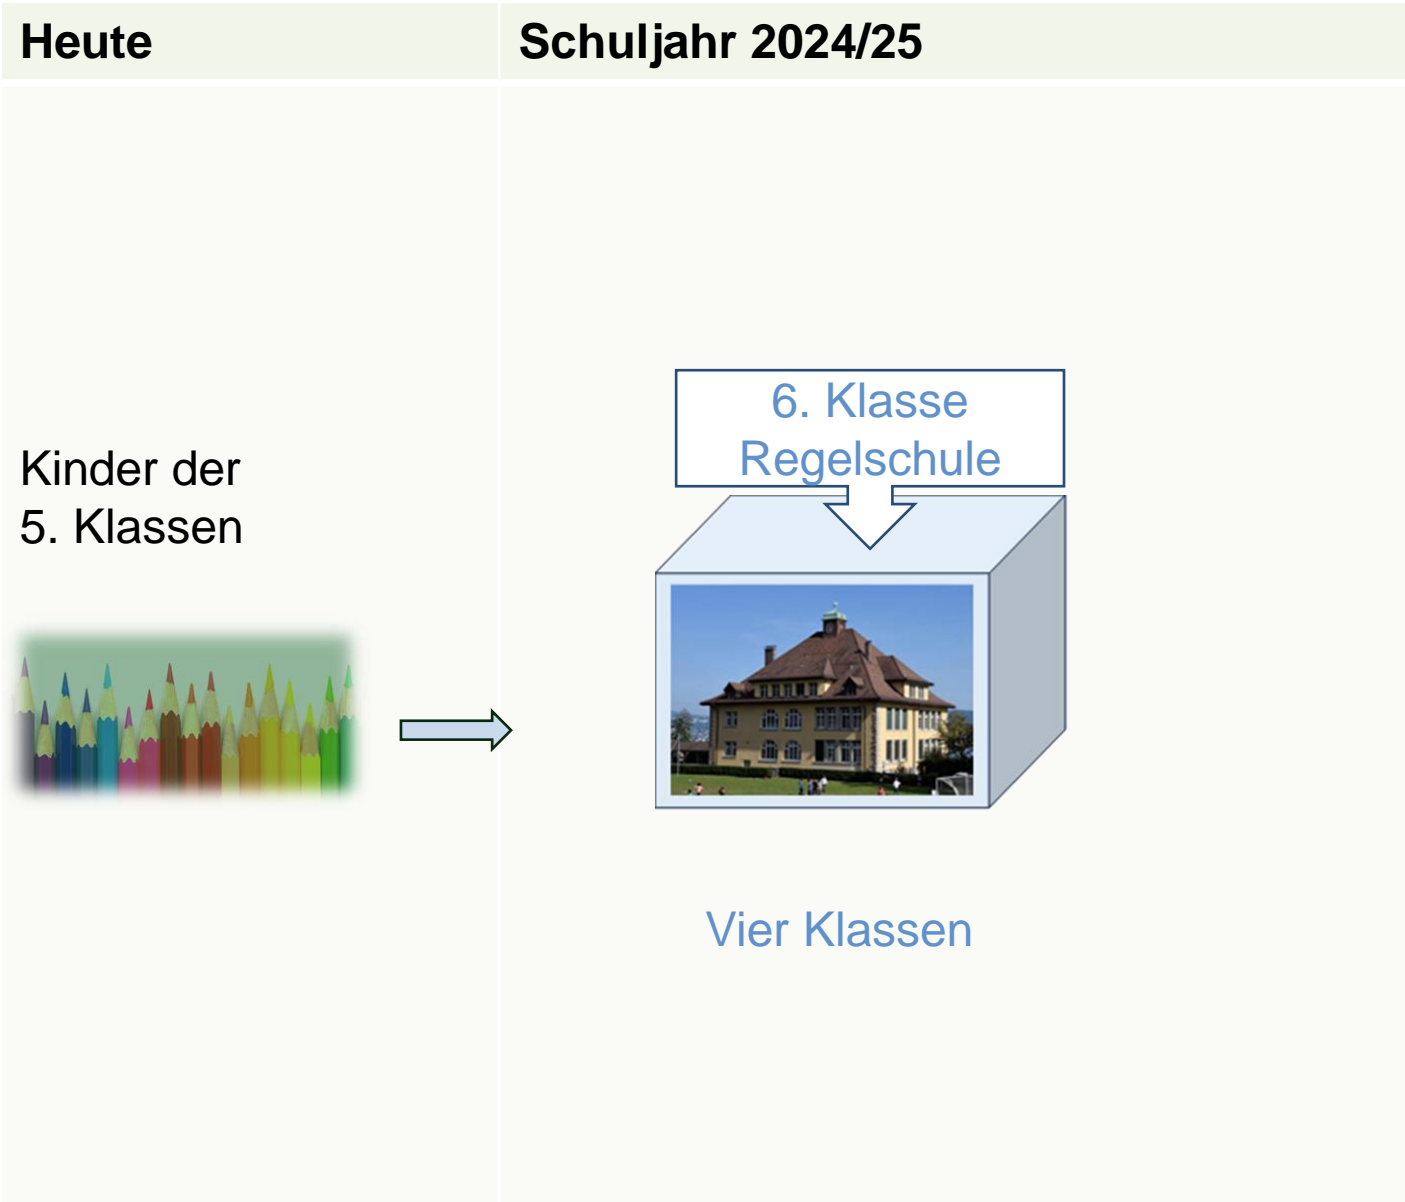 Heute
Schuljahr 2024/25
Kinder der
5. Klassen
6. Klasse
Regelschule
Vier Klassen